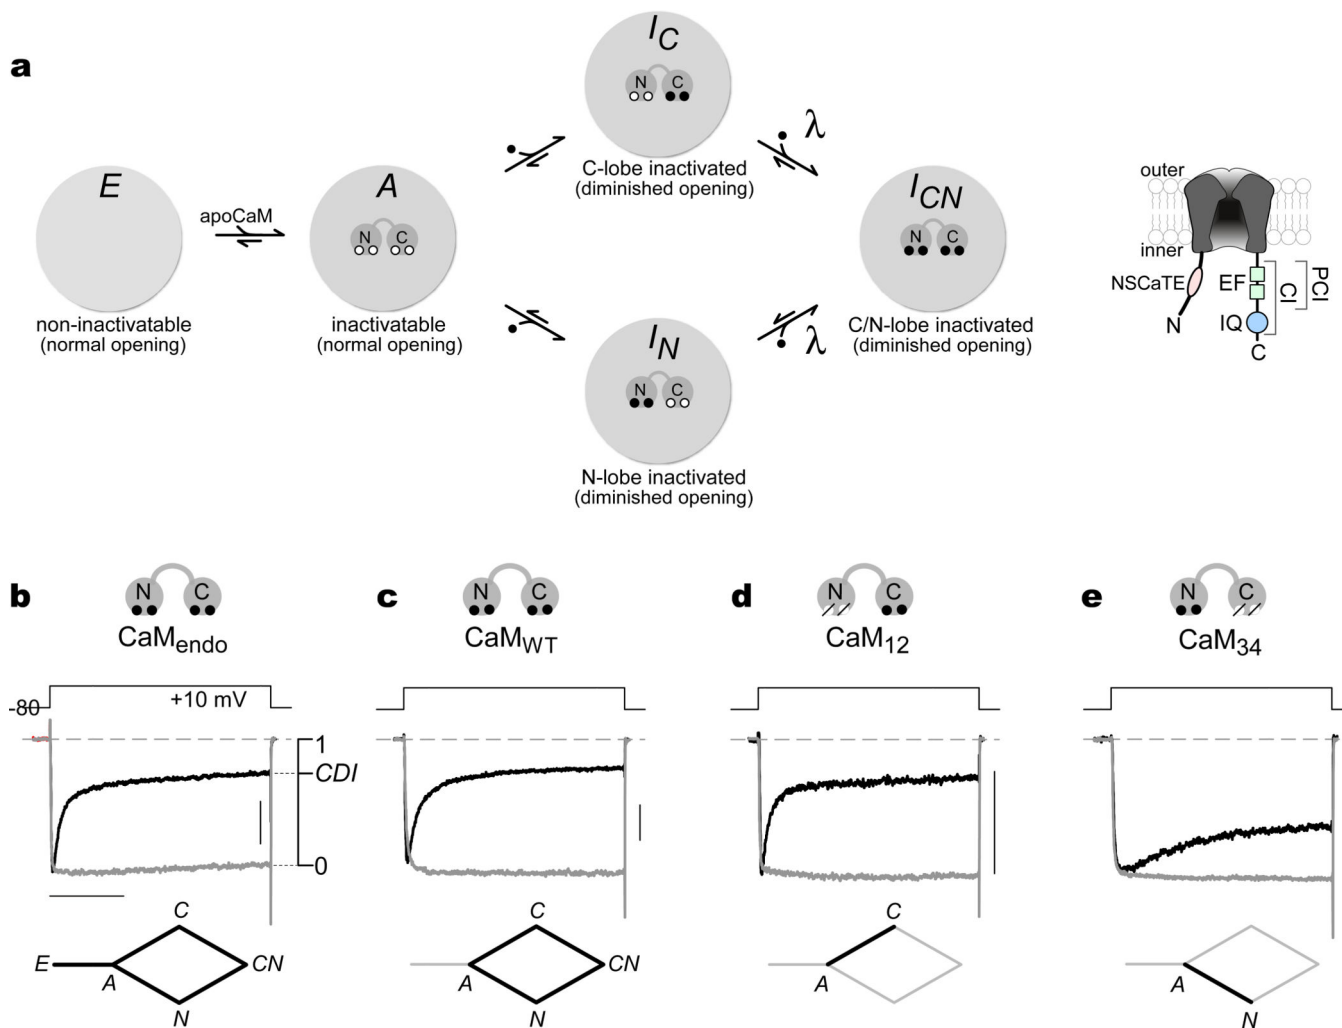 a
E
non-inactivatable
(normal opening)
apoCaM
A
N C
inactivatable
(normal opening)
I_C
N C
C-lobe inactivated
(diminished opening)
λ
I_N
N C
N-lobe inactivated
(diminished opening)
λ
I_CN
N C
C/N-lobe inactivated
(diminished opening)
outer
inner
NSCaTE
N
EF
IQ
C
CI
PCI
b
N C
CaM_endo
-80
+10 mV
1
CDI
0
E
A
C
N
CN
c
N C
CaM_WT
A
C
N
CN
d
N C
CaM_12
A
C
e
N C
CaM_34
A
N